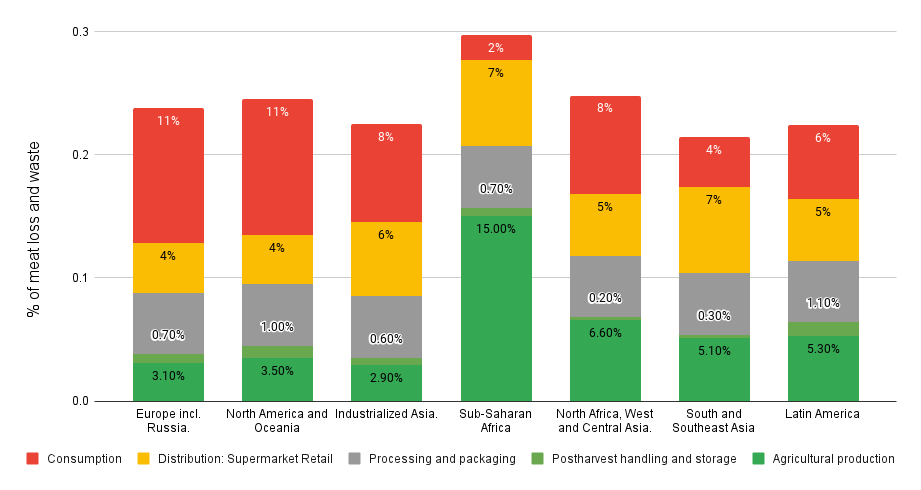 % of meat loss and waste
0.3
0.2
0.1
0.0
11%
4%
0.70%
3.10%
11%
4%
1.00%
3.50%
8%
6%
0.60%
2.90%
2%
7%
0.70%
15.00%
8%
5%
0.20%
6.60%
4%
7%
0.30%
5.10%
6%
5%
1.10%
5.30%
Europe incl.
Russia.
North America and
Oceania
Industrialized Asia.
Sub-Saharan
Africa
North Africa, West
and Central Asia.
South and
Southeast Asia
Latin America
Consumption
Distribution: Supermarket Retail
Processing and packaging
Postharvest handling and storage
Agricultural production